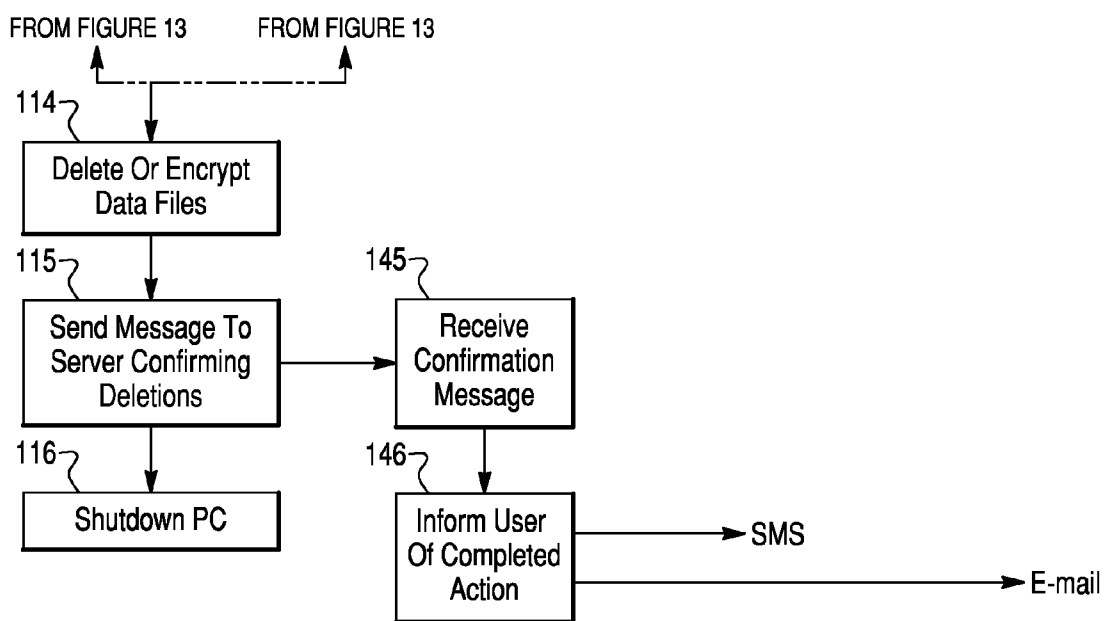 FROM FIGURE 13
FROM FIGURE 13
114
Delete Or Encrypt
Data Files
115
Send Message To
Server Confirming
Deletions
145
Receive
Confirmation
Message
116
Shutdown PC
146
Inform User
Of Completed
Action
SMS
E-mail